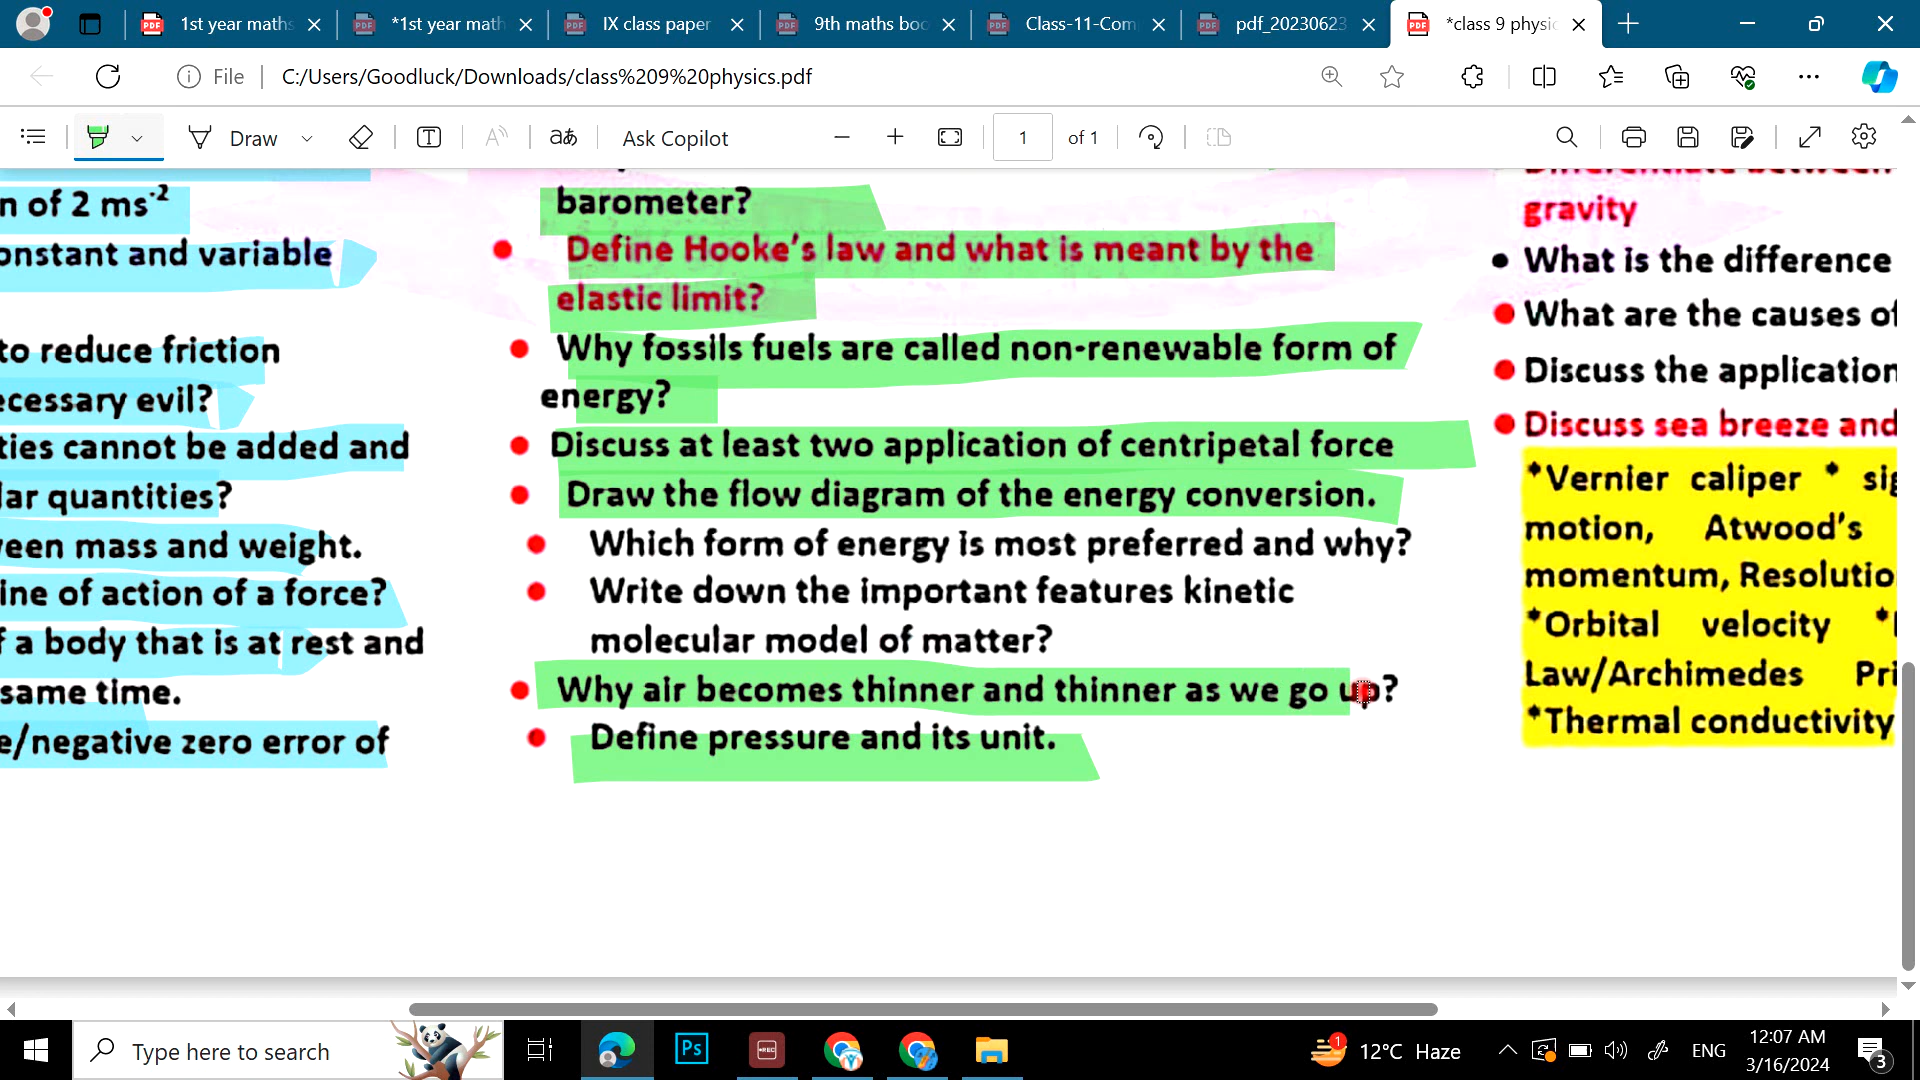 1st year maths
*1st year math
IX class paper
9th maths boo
Class-11-Com
pdf_20230623
*class 9 physic
File
C:/Users/Goodluck/Downloads/class%209%20physics.pdf
Draw
Ask Copilot
1
of 1
n of 2 ms⁻²
onstant and variable
to reduce friction
ecessary evil?
ties cannot be added and
lar quantities?
een mass and weight.
ine of action of a force?
f a body that is at rest and
same time.
e/negative zero error of
barometer?
Define Hooke's law and what is meant by the
elastic limit?
Why fossils fuels are called non-renewable form of
energy?
Discuss at least two application of centripetal force
Draw the flow diagram of the energy conversion.
Which form of energy is most preferred and why?
Write down the important features kinetic
molecular model of matter?
Why air becomes thinner and thinner as we go up?
Define pressure and its unit.
Differentiate between
gravity
What is the difference
What are the causes of
Discuss the application
Discuss sea breeze and
*Vernier caliper * sig
motion, Atwood's
momentum, Resolutio
*Orbital velocity *
Law/Archimedes Pri
*Thermal conductivity
Type here to search
Ps
REC
1
12°C Haze
ENG
12:07 AM
3/16/2024
3